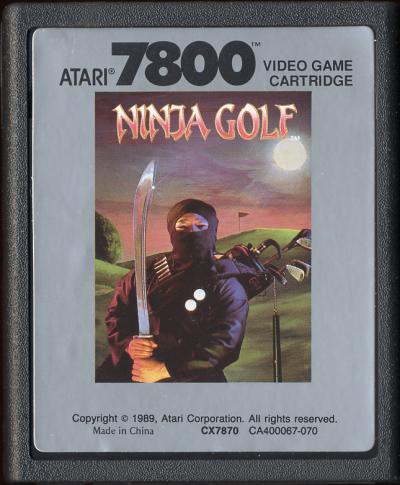 ATARI® 7800™ VIDEO GAME
CARTRIDGE
NINJA GOLF™
Copyright © 1989, Atari Corporation. All rights reserved.
Made in China CX7870 CA400067-070